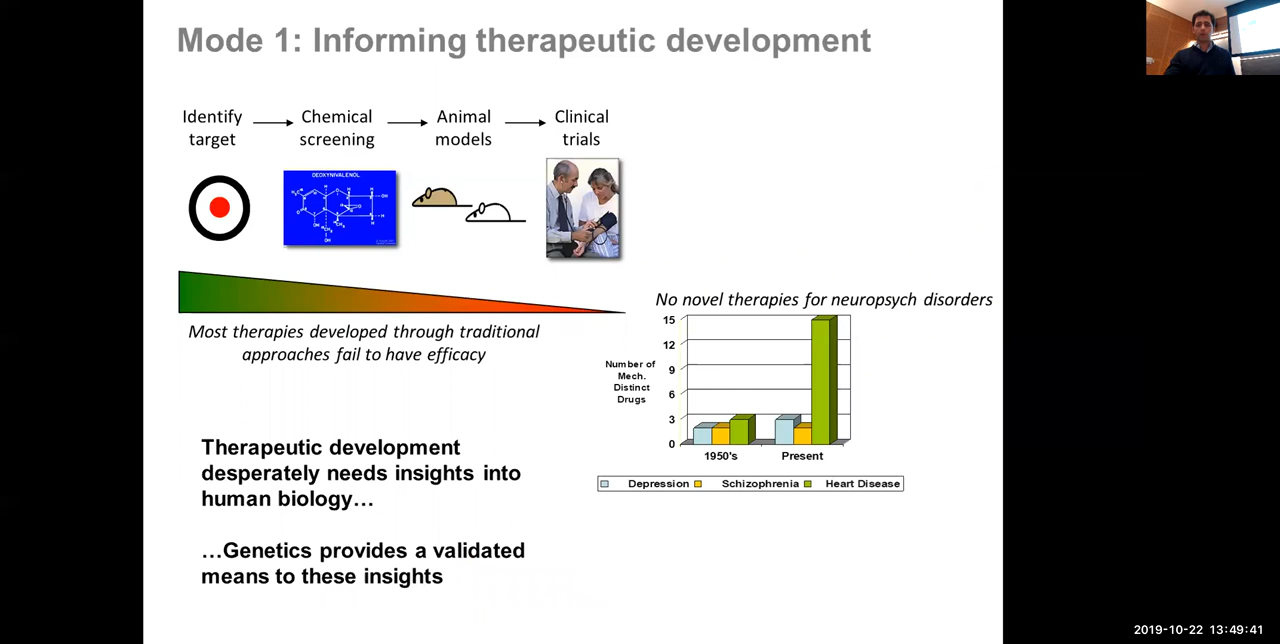 Mode 1: Informing therapeutic development
Identify
target
Chemical
screening
Animal
models
Clinical
trials
DEOXYNIVALENOL
Most therapies developed through traditional
approaches fail to have efficacy
No novel therapies for neuropsych disorders
15
12
9
6
3
0
Number of
Mech.
Distinct
Drugs
1950's
Present
Depression
Schizophrenia
Heart Disease
Therapeutic development
desperately needs insights into
human biology…
…Genetics provides a validated
means to these insights
2019-10-22 13:49:41